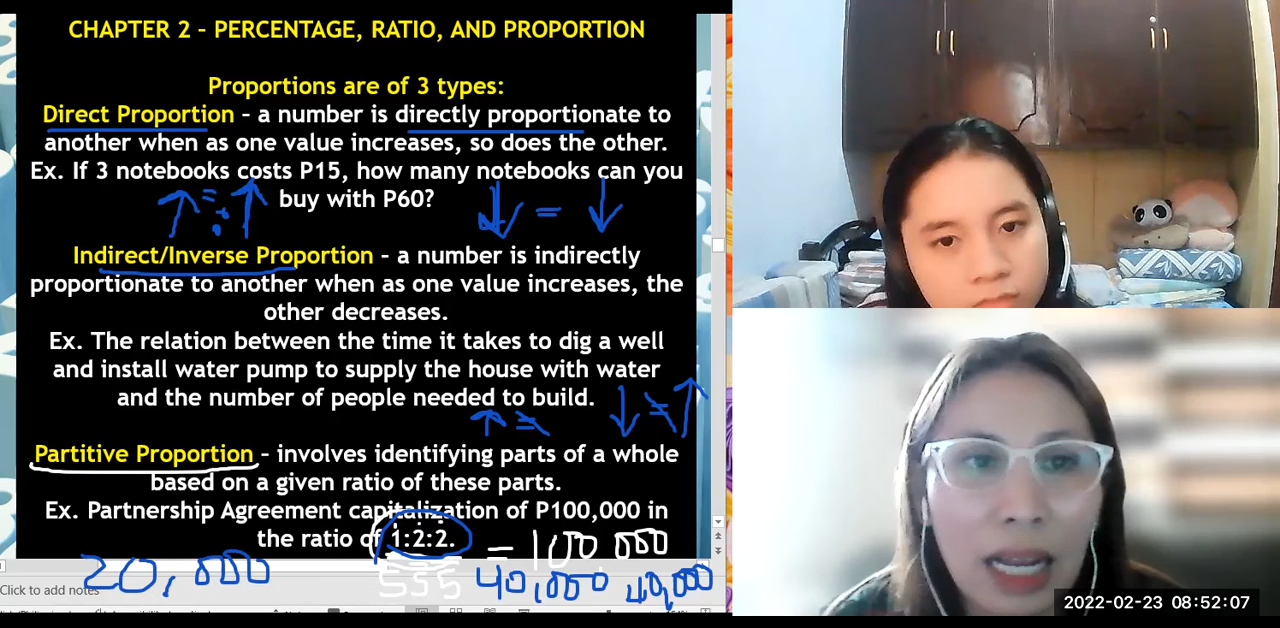 CHAPTER 2 – PERCENTAGE, RATIO, AND PROPORTION
Proportions are of 3 types:
Direct Proportion – a number is directly proportionate to
another when as one value increases, so does the other.
Ex. If 3 notebooks costs P15, how many notebooks can you
buy with P60?
Indirect/Inverse Proportion – a number is indirectly
proportionate to another when as one value increases, the
other decreases.
Ex. The relation between the time it takes to dig a well
and install water pump to supply the house with water
and the number of people needed to build.
Partitive Proportion – involves identifying parts of a whole
based on a given ratio of these parts.
Ex. Partnership Agreement capitalization of P100,000 in
the ratio of 1:2:2. = 100,000
20,000 555 40,000 40,000
Click to add notes
2022-02-23 08:52:07